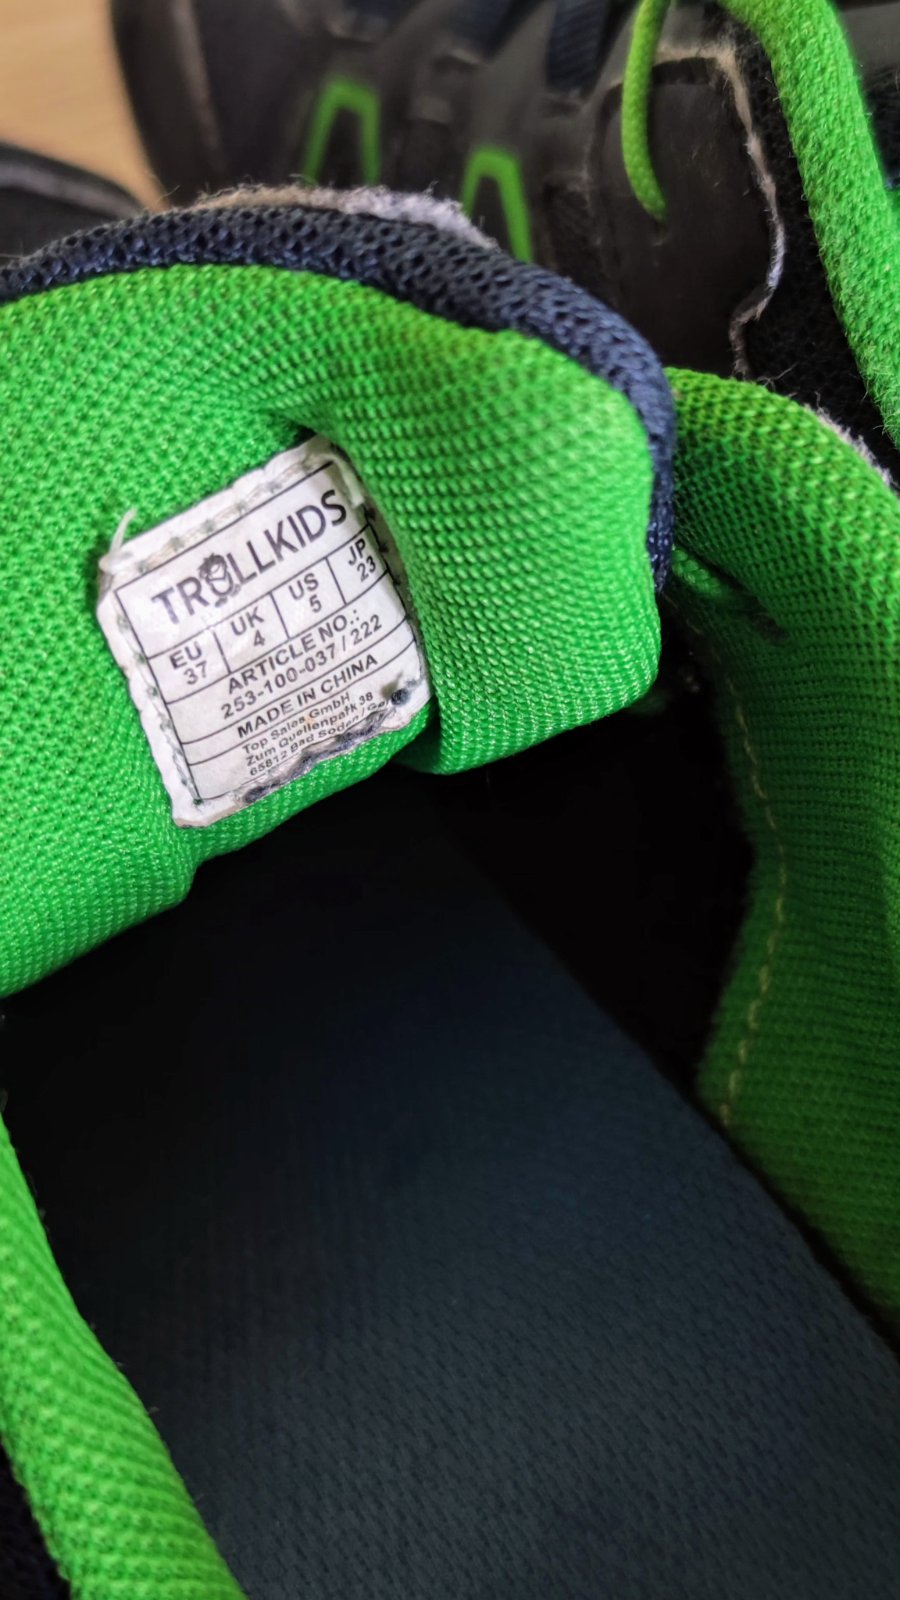 TROLLKIDS
EU UK US JP
37 4 5 23
ARTICLE NO.:
253-100-037 / 222
MADE IN CHINA
Top Sales GmbH
Zum Quellenpark 38
65812 Bad Soden / Ger